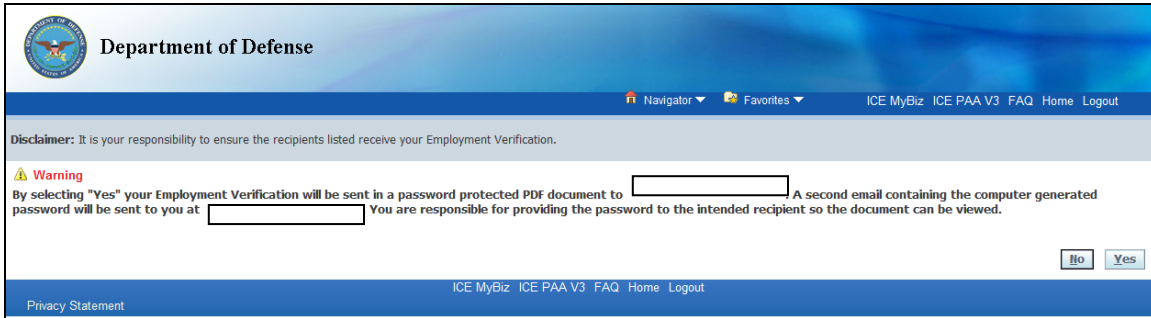 Department of Defense
Navigator Favorites ICE MyBiz ICE PAA V3 FAQ Home Logout
Disclaimer: It is your responsibility to ensure the recipients listed receive your Employment Verification.
Warning
By selecting "Yes" your Employment Verification will be sent in a password protected PDF document to . A second email containing the computer generated
password will be sent to you at You are responsible for providing the password to the intended recipient so the document can be viewed.
No Yes
ICE MyBiz ICE PAA V3 FAQ Home Logout
Privacy Statement